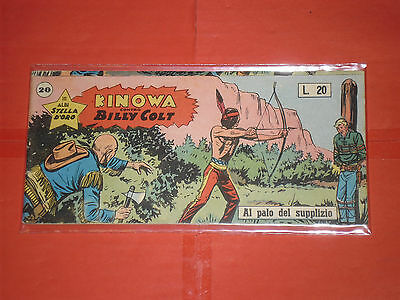 20
ALBI
STELLA
D'ORO
KINOWA
CONTRO
BILLY COLT
L. 20
Al palo del supplizio